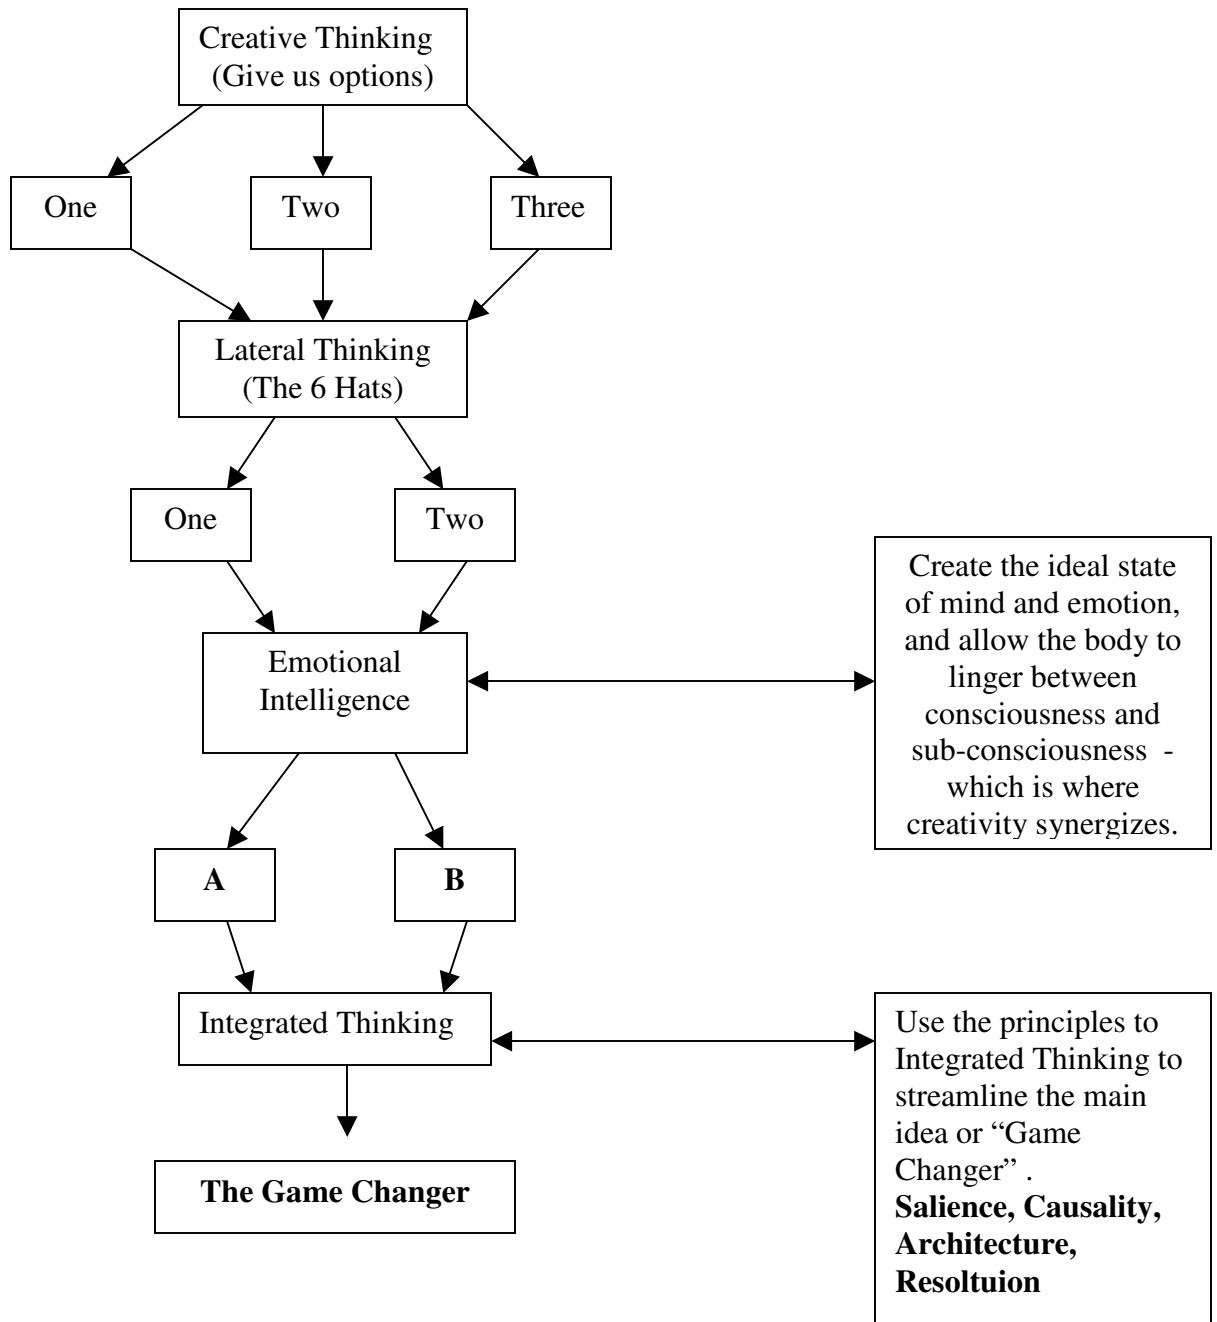 Creative Thinking
(Give us options)
One
Two
Three
Lateral Thinking
(The 6 Hats)
One
Two
Emotional
Intelligence
Create the ideal state
of mind and emotion,
and allow the body to
linger between
consciousness and
sub-consciousness -
which is where
creativity synergizes.
A
B
Integrated Thinking
Use the principles to
Integrated Thinking to
streamline the main
idea or “Game
Changer” .
Salience, Causality,
Architecture,
Resoltuion
The Game Changer